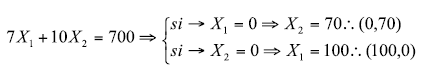 7X₁ + 10X₂ = 700 ⇒ { si → X₁ = 0 ⇒ X₂ = 70 ∴ (0,70)
si → X₂ = 0 ⇒ X₁ = 100 ∴ (100,0)